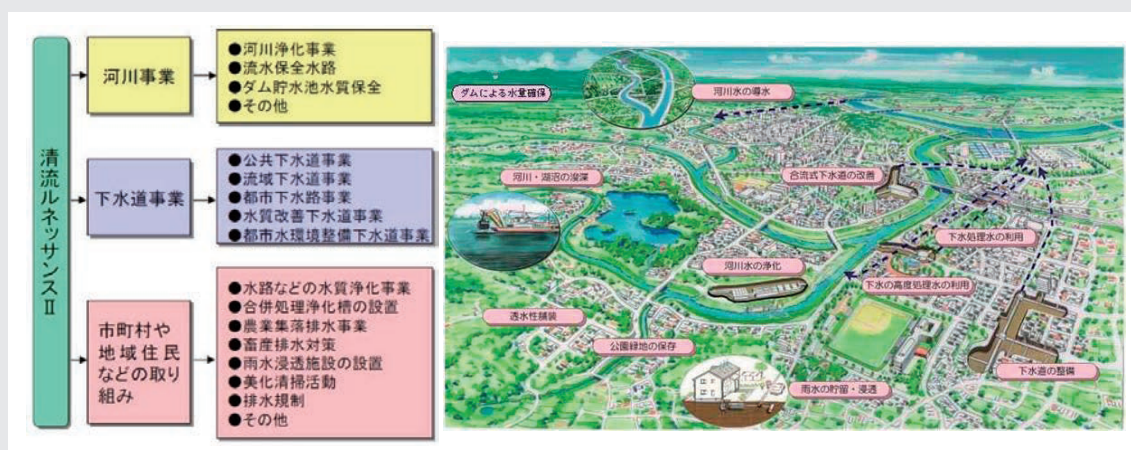 清流ルネッサンスⅡ
河川事業
●河川浄化事業
●流水保全水路
●ダム貯水池水質保全
●その他
下水道事業
●公共下水道事業
●流域下水道事業
●都市下水路事業
●水質改善下水道事業
●都市水環境整備下水道事業
市町村や
地域住民
などの取り
組み
●水路などの水質浄化事業
●合併処理浄化槽の設置
●農業集落排水事業
●畜産排水対策
●雨水浸透施設の設置
●美化清掃活動
●排水規制
●その他
ダムによる水量確保
河川水の導水
河川・湖沼の浚渫
合流式下水道の改善
下水処理水の利用
河川水の浄化
下水の高度処理水の利用
透水性舗装
公園緑地の保存
雨水の貯留・浸透
下水道の整備